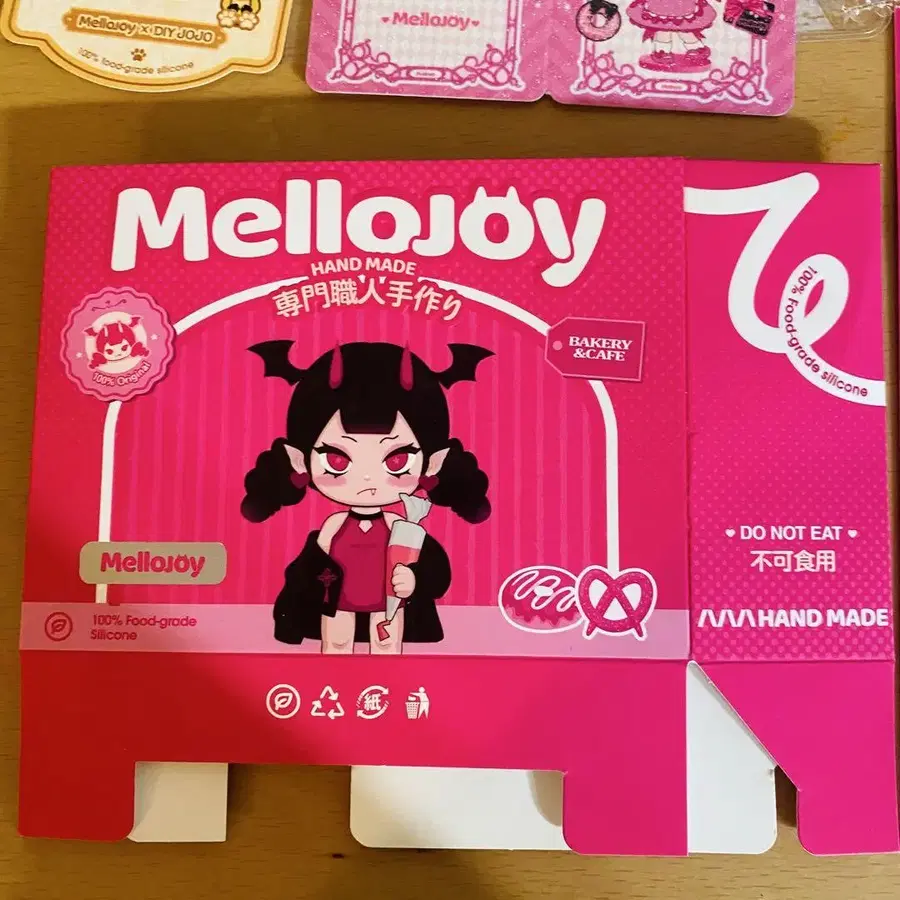 MelloJOY × DIY JOJO
100% food-grade silicone
MelloJOY
MelloJOY
HAND MADE
専門職人手作り
100% Original
BAKERY
&CAFE
MelloJOY
100% Food-grade
Silicone
紙
100% Food-grade silicone
DO NOT EAT
不可食用
HAND MADE